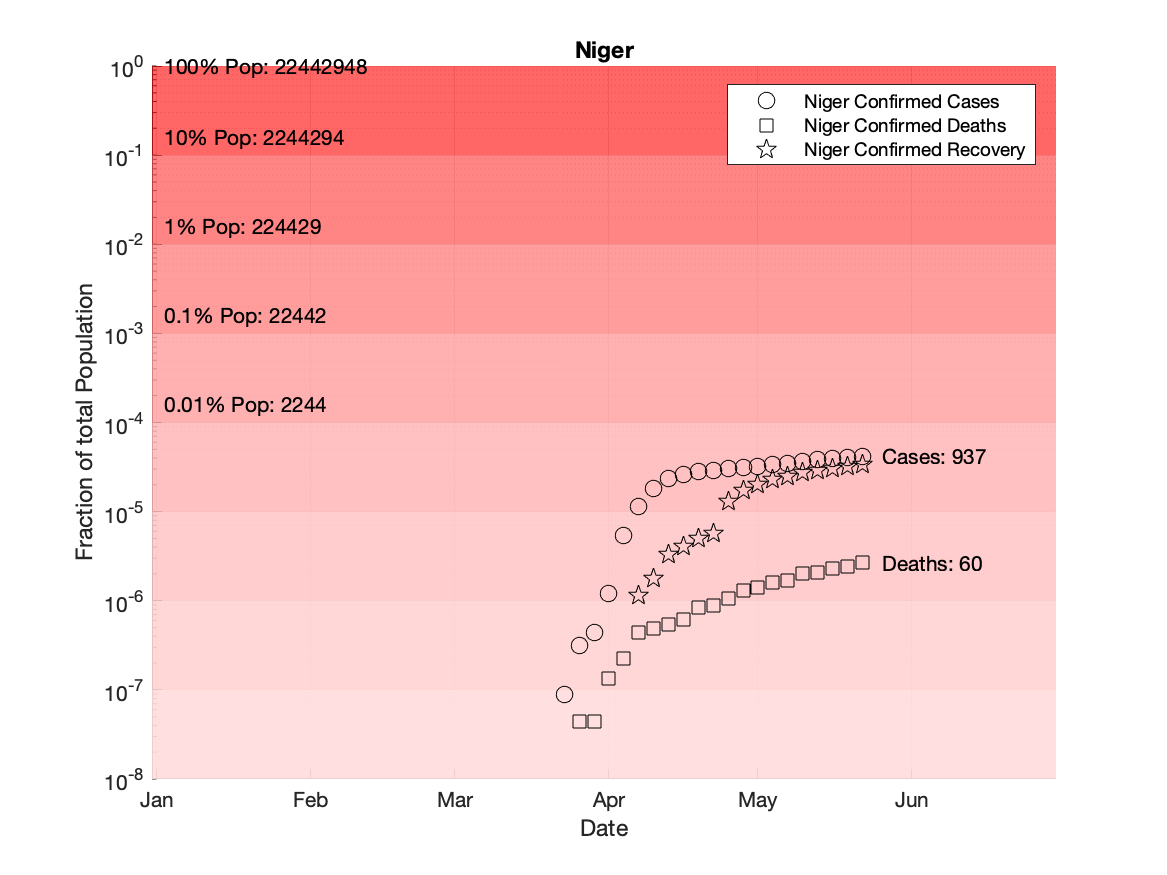 Niger
10^0
100% Pop: 22442948
Niger Confirmed Cases
Niger Confirmed Deaths
Niger Confirmed Recovery
10% Pop: 2244294
10^-1
1% Pop: 224429
10^-2
0.1% Pop: 22442
10^-3
0.01% Pop: 2244
10^-4
Cases: 937
10^-5
Deaths: 60
10^-6
10^-7
10^-8
Fraction of total Population
Jan Feb Mar Apr May Jun
Date